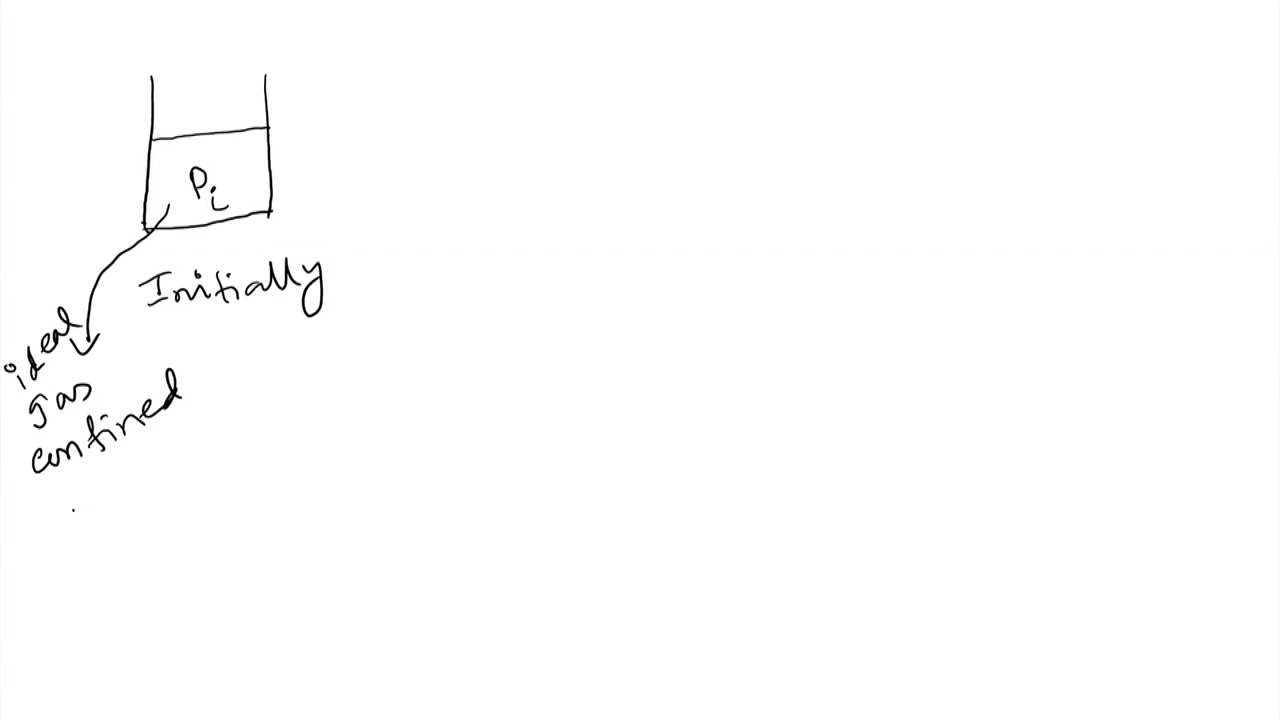 Pi
Initially
ideal
gas
confined